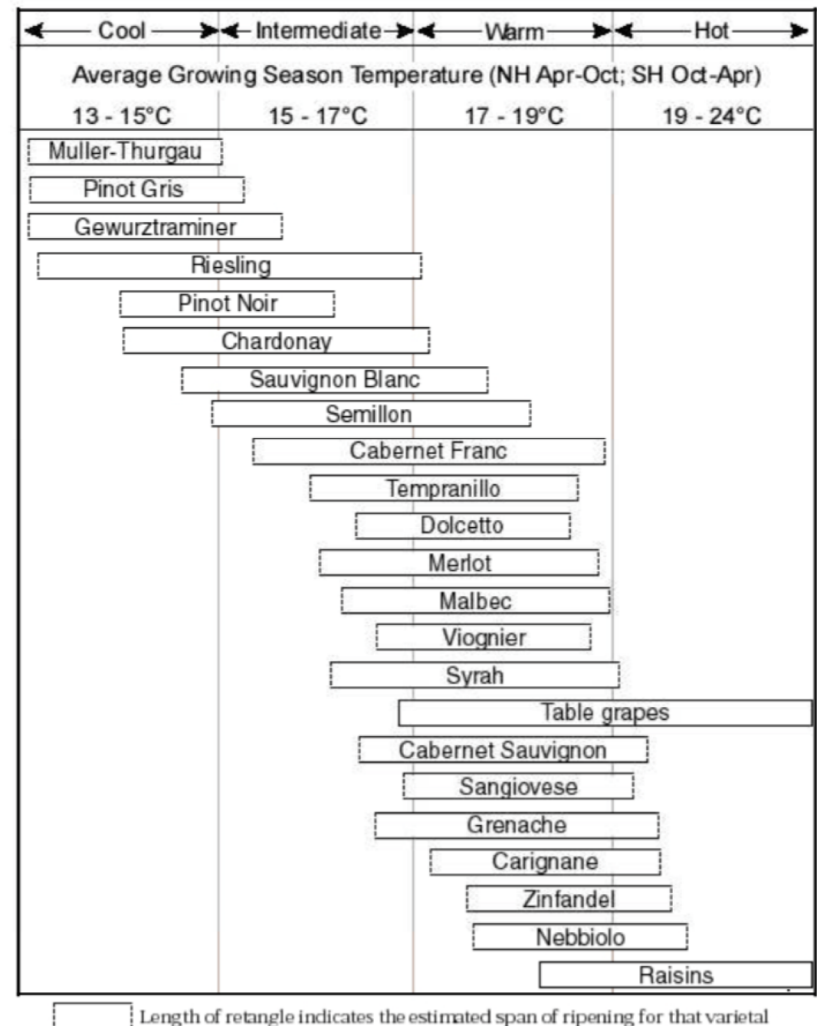 Cool Intermediate Warm Hot
Average Growing Season Temperature (NH Apr-Oct; SH Oct-Apr)
13 - 15°C 15 - 17°C 17 - 19°C 19 - 24°C
Muller-Thurgau
Pinot Gris
Gewurztraminer
Riesling
Pinot Noir
Chardonay
Sauvignon Blanc
Semillon
Cabernet Franc
Tempranillo
Dolcetto
Merlot
Malbec
Viognier
Syrah
Table grapes
Cabernet Sauvignon
Sangiovese
Grenache
Carignane
Zinfandel
Nebbiolo
Raisins
Length of retangle indicates the estimated span of ripening for that varietal